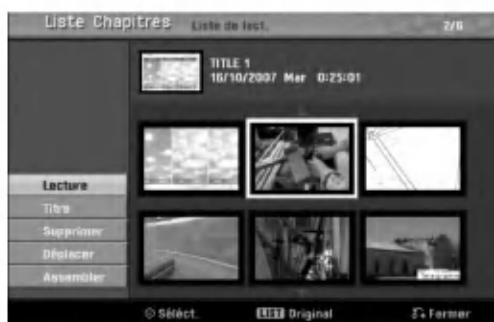 Liste Chapitres Liste de lect. 2/6
TITLE 1
16/10/2007 Mar 0:25:01
Lecture
Titre
Supprimer
Déplacer
Assembler
Séléct. LIST Original Fermer